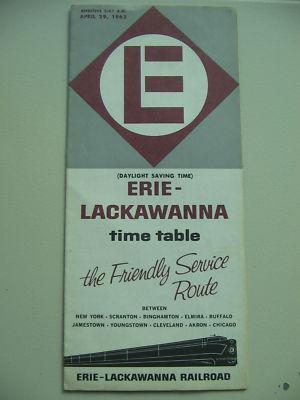 EFFECTIVE 2:01 A.M.
APRIL 29, 1962
E
(DAYLIGHT SAVING TIME)
ERIE-
LACKAWANNA
time table
the Friendly Service
Route
BETWEEN
NEW YORK - SCRANTON - BINGHAMTON - ELMIRA - BUFFALO
JAMESTOWN - YOUNGSTOWN - CLEVELAND - AKRON - CHICAGO
ERIE-LACKAWANNA RAILROAD